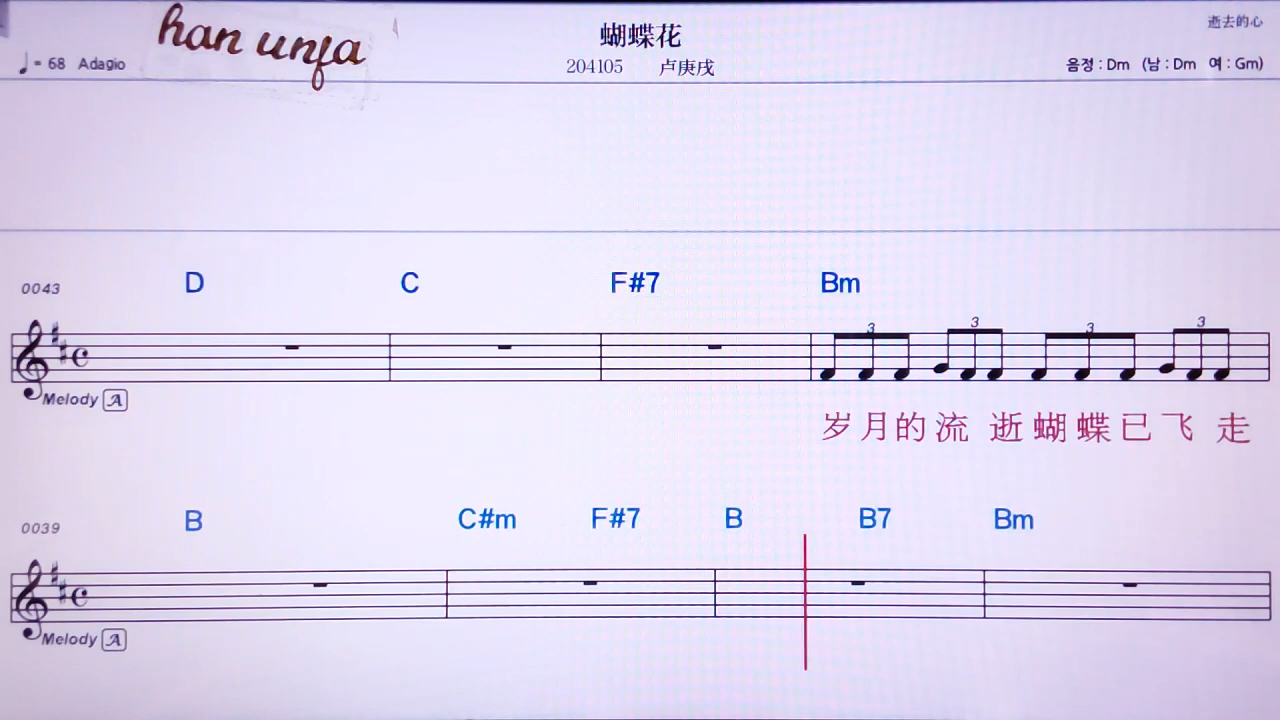 han unfa
蝴蝶花
逝去的心
♩= 68 Adagio
204105 卢庚戌
음정 : Dm (남 : Dm 여 : Gm)
0043
D C F#7 Bm
3 3 3 3
Melody A
岁月的流 逝蝴蝶已飞 走
0039
B C#m F#7 B B7 Bm
Melody A